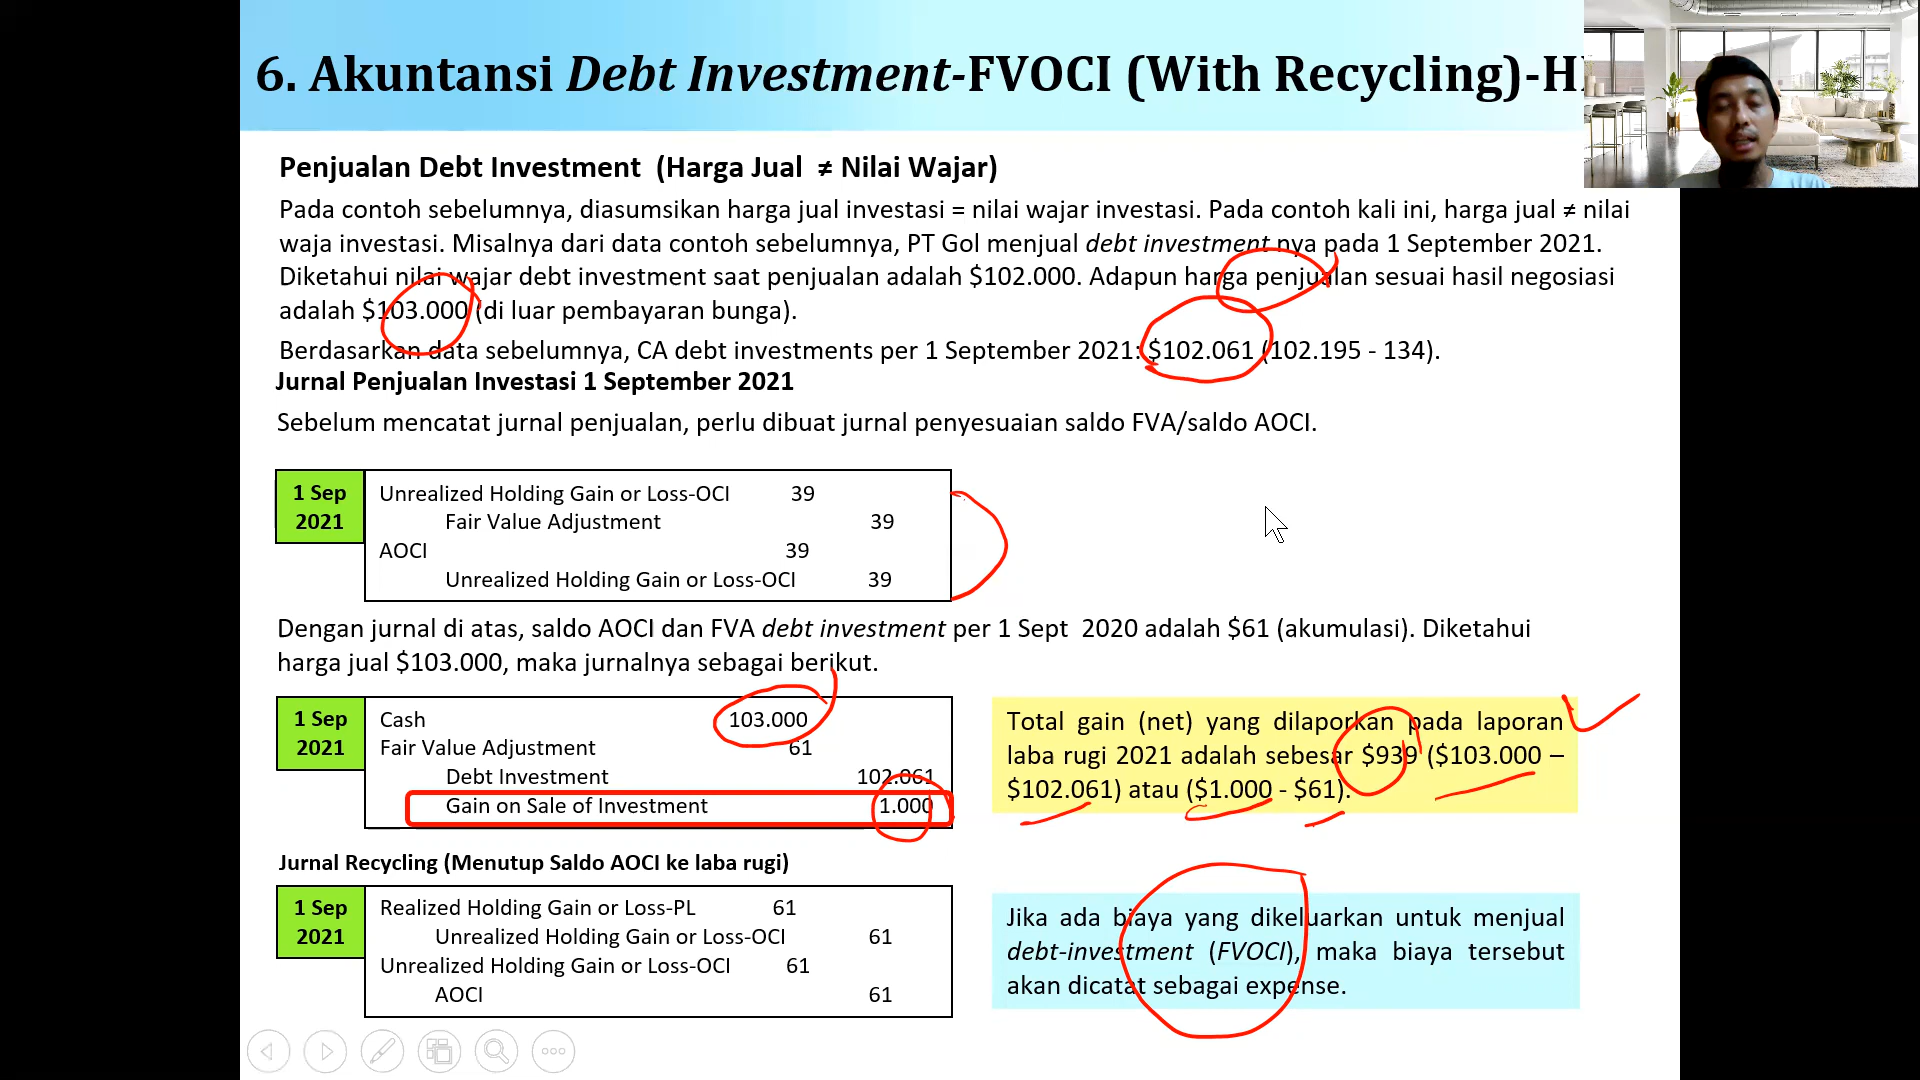 6. Akuntansi Debt Investment-FVOCI (With Recycling)-H
Penjualan Debt Investment (Harga Jual ≠ Nilai Wajar)
Pada contoh sebelumnya, diasumsikan harga jual investasi = nilai wajar investasi. Pada contoh kali ini, harga jual ≠ nilai
waja investasi. Misalnya dari data contoh sebelumnya, PT Gol menjual debt investment nya pada 1 September 2021.
Diketahui nilai wajar debt investment saat penjualan adalah $102.000. Adapun harga penjualan sesuai hasil negosiasi
adalah $103.000 (di luar pembayaran bunga).
Berdasarkan data sebelumnya, CA debt investments per 1 September 2021: $102.061 (102.195 - 134).
Jurnal Penjualan Investasi 1 September 2021
Sebelum mencatat jurnal penjualan, perlu dibuat jurnal penyesuaian saldo FVA/saldo AOCI.
1 Sep
2021
Unrealized Holding Gain or Loss-OCI 39
Fair Value Adjustment 39
AOCI 39
Unrealized Holding Gain or Loss-OCI 39
Dengan jurnal di atas, saldo AOCI dan FVA debt investment per 1 Sept 2020 adalah $61 (akumulasi). Diketahui
harga jual $103.000, maka jurnalnya sebagai berikut.
1 Sep
2021
Cash 103.000
Fair Value Adjustment 61
Debt Investment 102.061
Gain on Sale of Investment 1.000
Total gain (net) yang dilaporkan pada laporan
laba rugi 2021 adalah sebesar $939 ($103.000 –
$102.061) atau ($1.000 - $61).
Jurnal Recycling (Menutup Saldo AOCI ke laba rugi)
1 Sep
2021
Realized Holding Gain or Loss-PL 61
Unrealized Holding Gain or Loss-OCI 61
Unrealized Holding Gain or Loss-OCI 61
AOCI 61
Jika ada biaya yang dikeluarkan untuk menjual
debt-investment (FVOCI), maka biaya tersebut
akan dicatat sebagai expense.